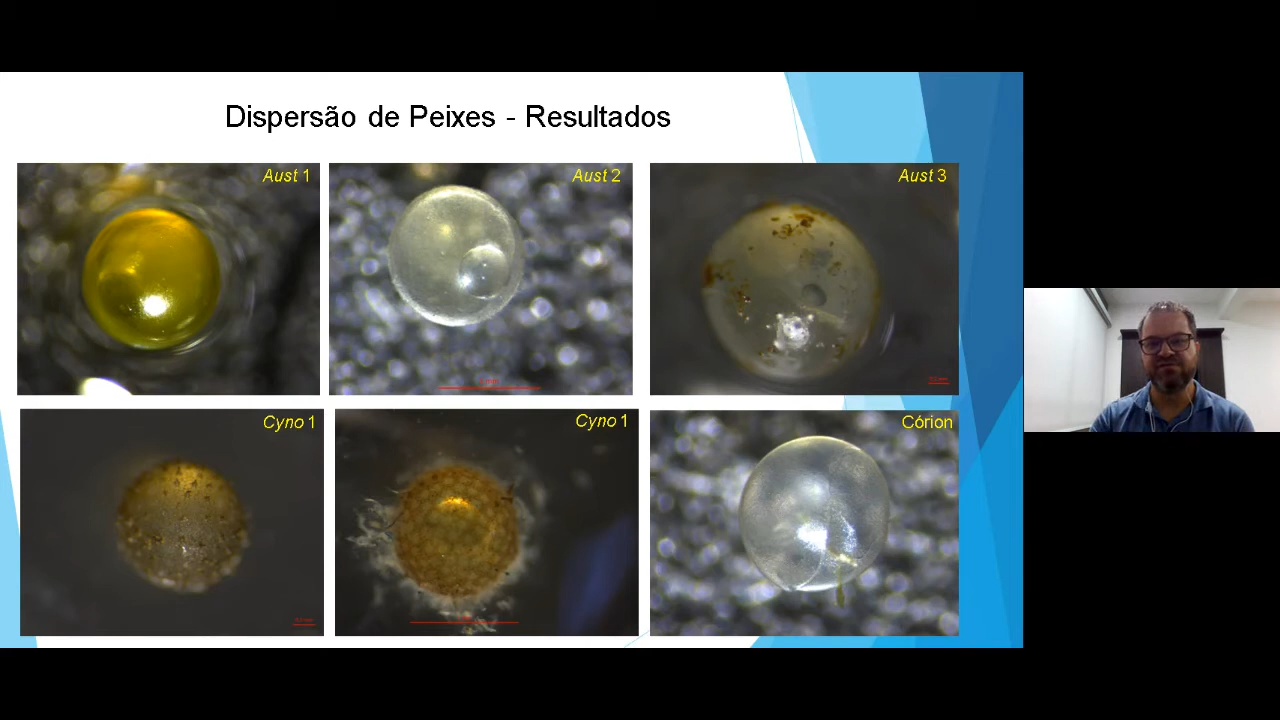 Dispersão de Peixes - Resultados
Aust 1
Aust 2
Aust 3
Cyno 1
Cyno 1
Córion